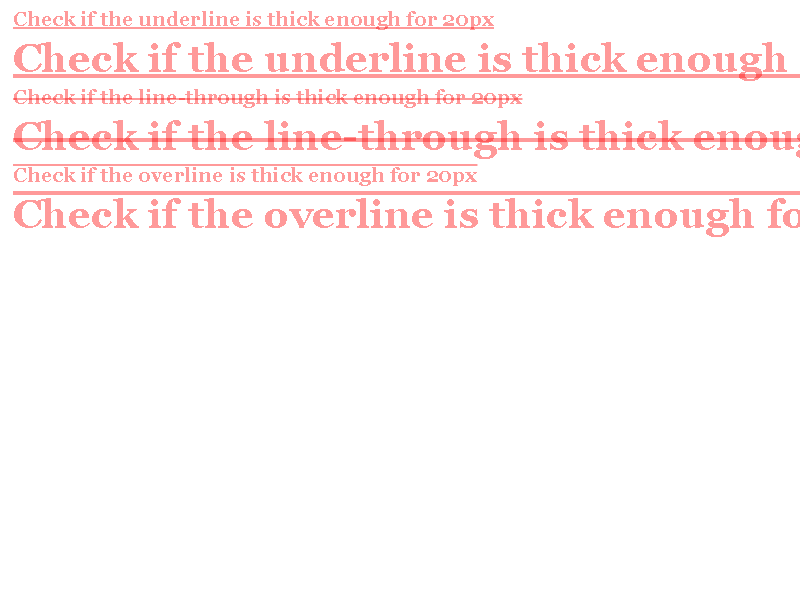 Check if the underline is thick enough for 20px
Check if the underline is thick enough
Check if the line-through is thick enough for 20px
Check if the line-through is thick enoug
Check if the overline is thick enough for 20px
Check if the overline is thick enough fo